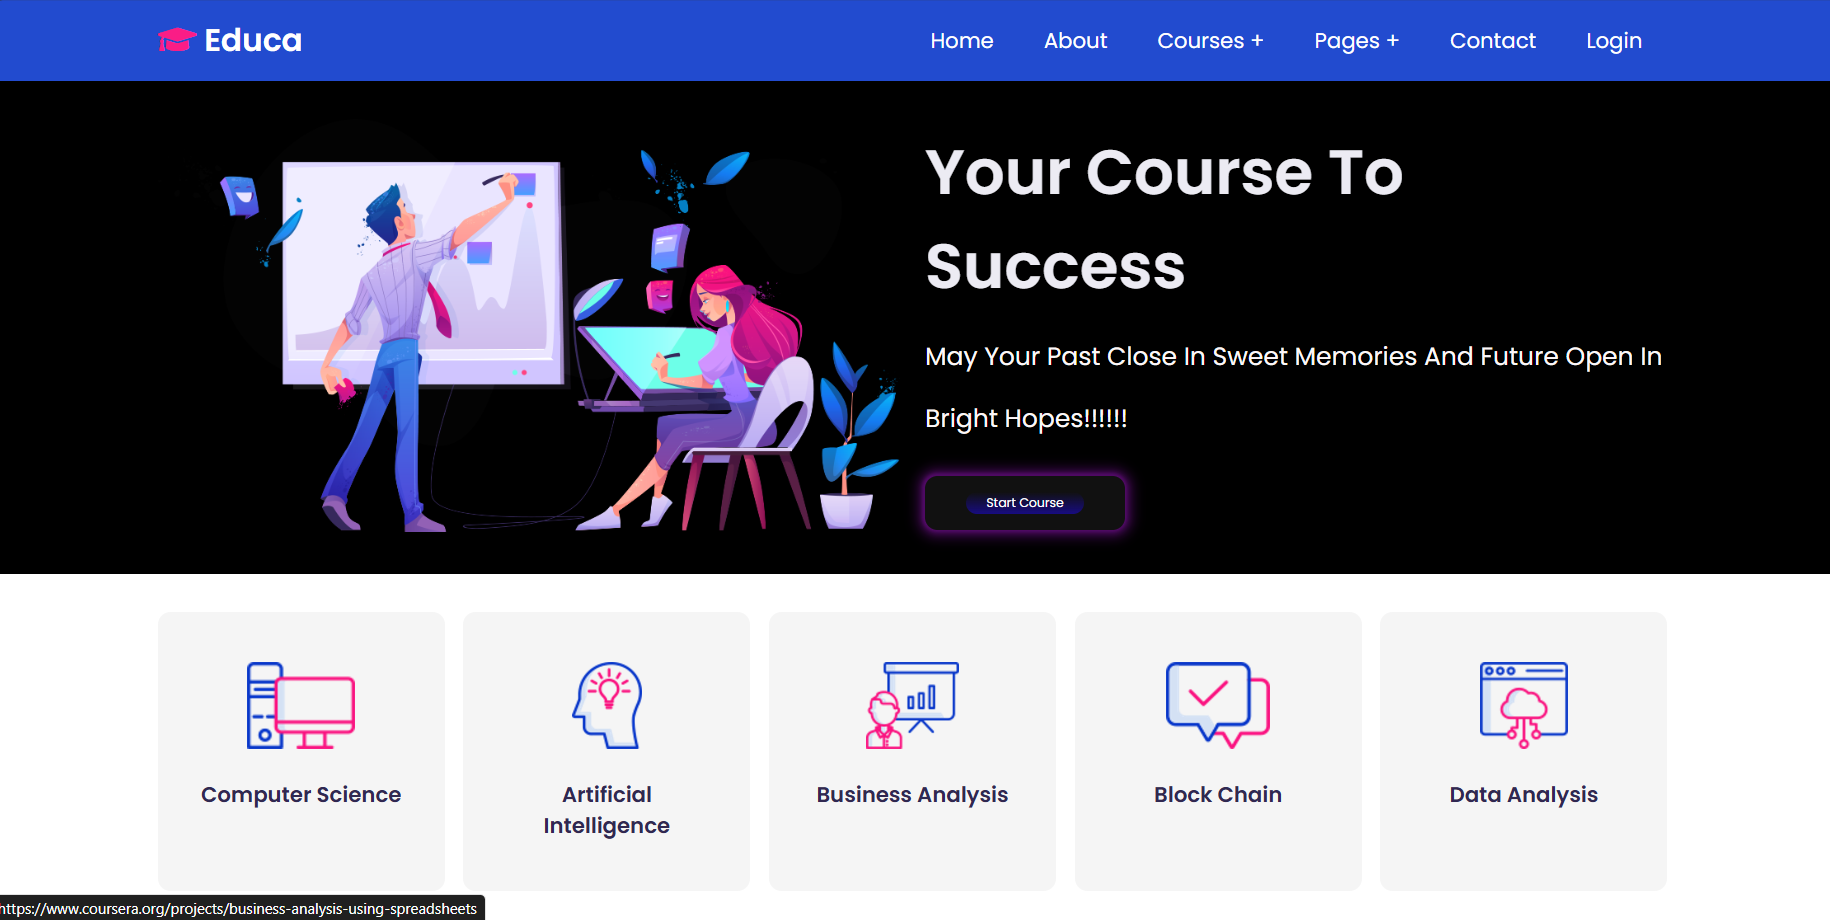 Educa
Home About Courses + Pages + Contact Login
Your Course To
Success
May Your Past Close In Sweet Memories And Future Open In
Bright Hopes!!!!!!
Start Course
Computer Science
Artificial
Intelligence
Business Analysis
Block Chain
Data Analysis
https://www.coursera.org/projects/business-analysis-using-spreadsheets